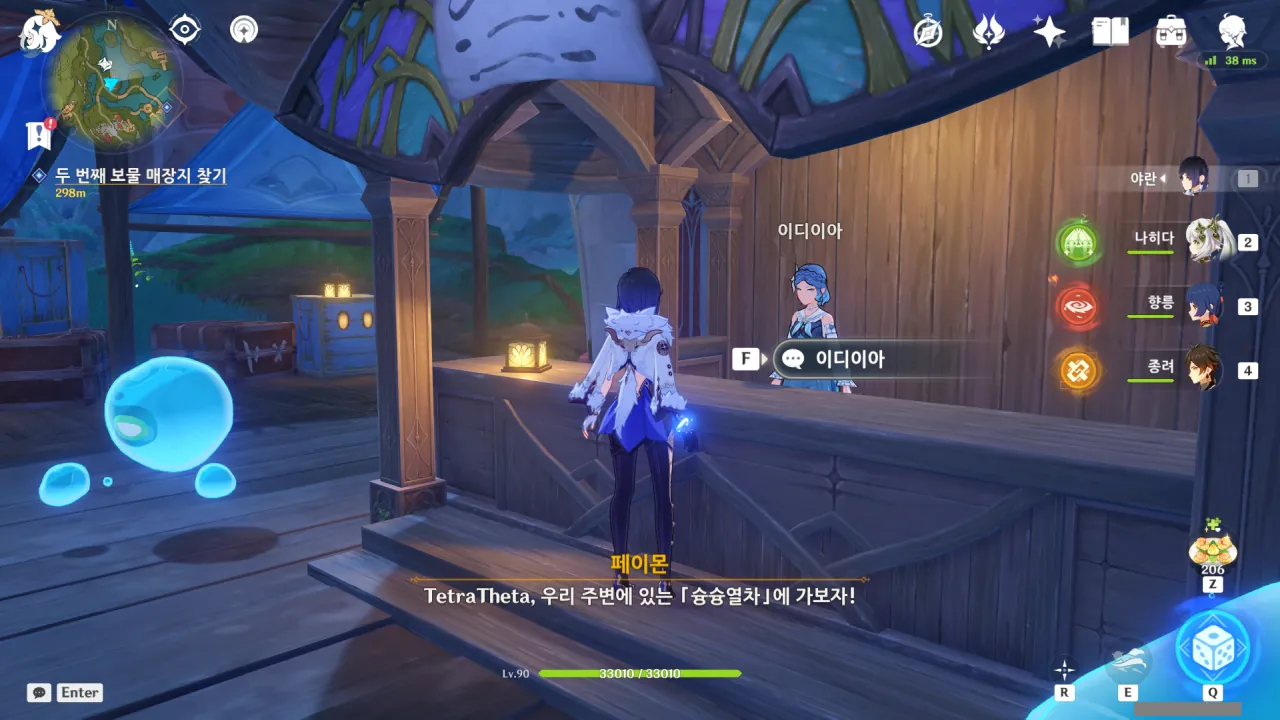 N
38 ms
두 번째 보물 매장지 찾기
298m
야란
1
나히다
2
향릉
3
종려
4
이디이아
F
이디이아
페이몬
TetraTheta, 우리 주변에 있는 「슝슝열차」에 가보자!
206
Z
Lv.90
33010 / 33010
Enter
R
E
Q